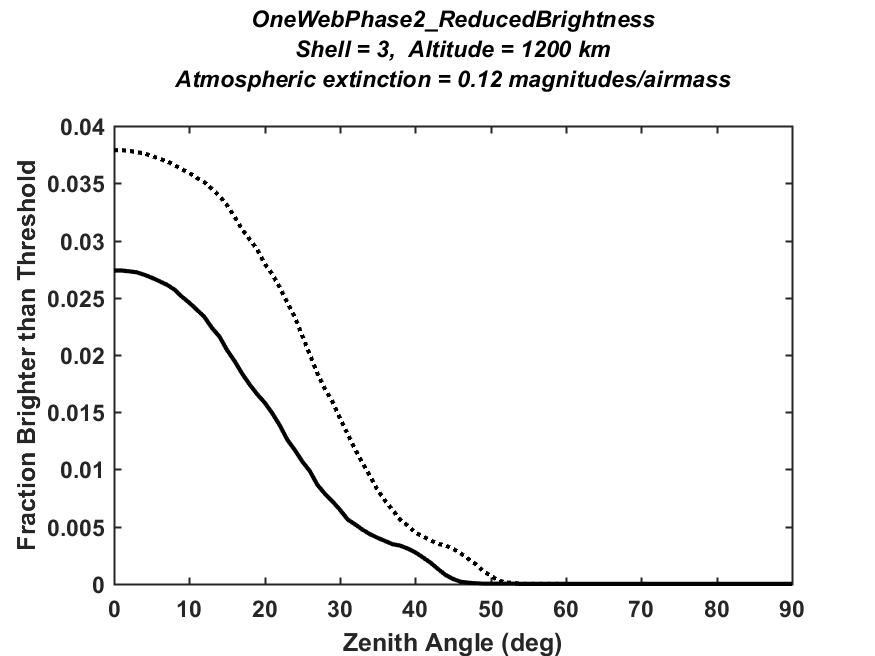 OneWebPhase2_ReducedBrightness
Shell = 3, Altitude = 1200 km
Atmospheric extinction = 0.12 magnitudes/airmass
0.04
0.035
0.03
0.025
0.02
0.015
0.01
0.005
0
Fraction Brighter than Threshold
0 10 20 30 40 50 60 70 80 90
Zenith Angle (deg)